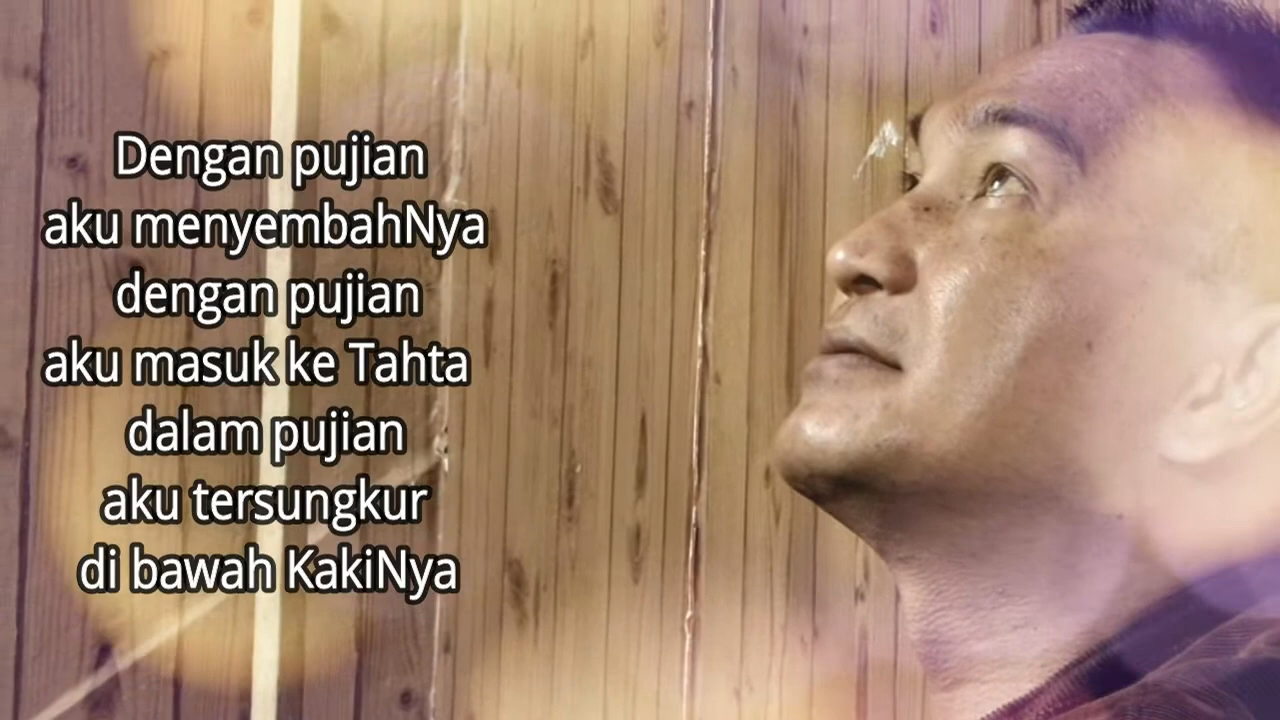 Dengan pujian
aku menyembahNya
dengan pujian
aku masuk ke Tahta
dalam pujian
aku tersungkur
di bawah KakiNya